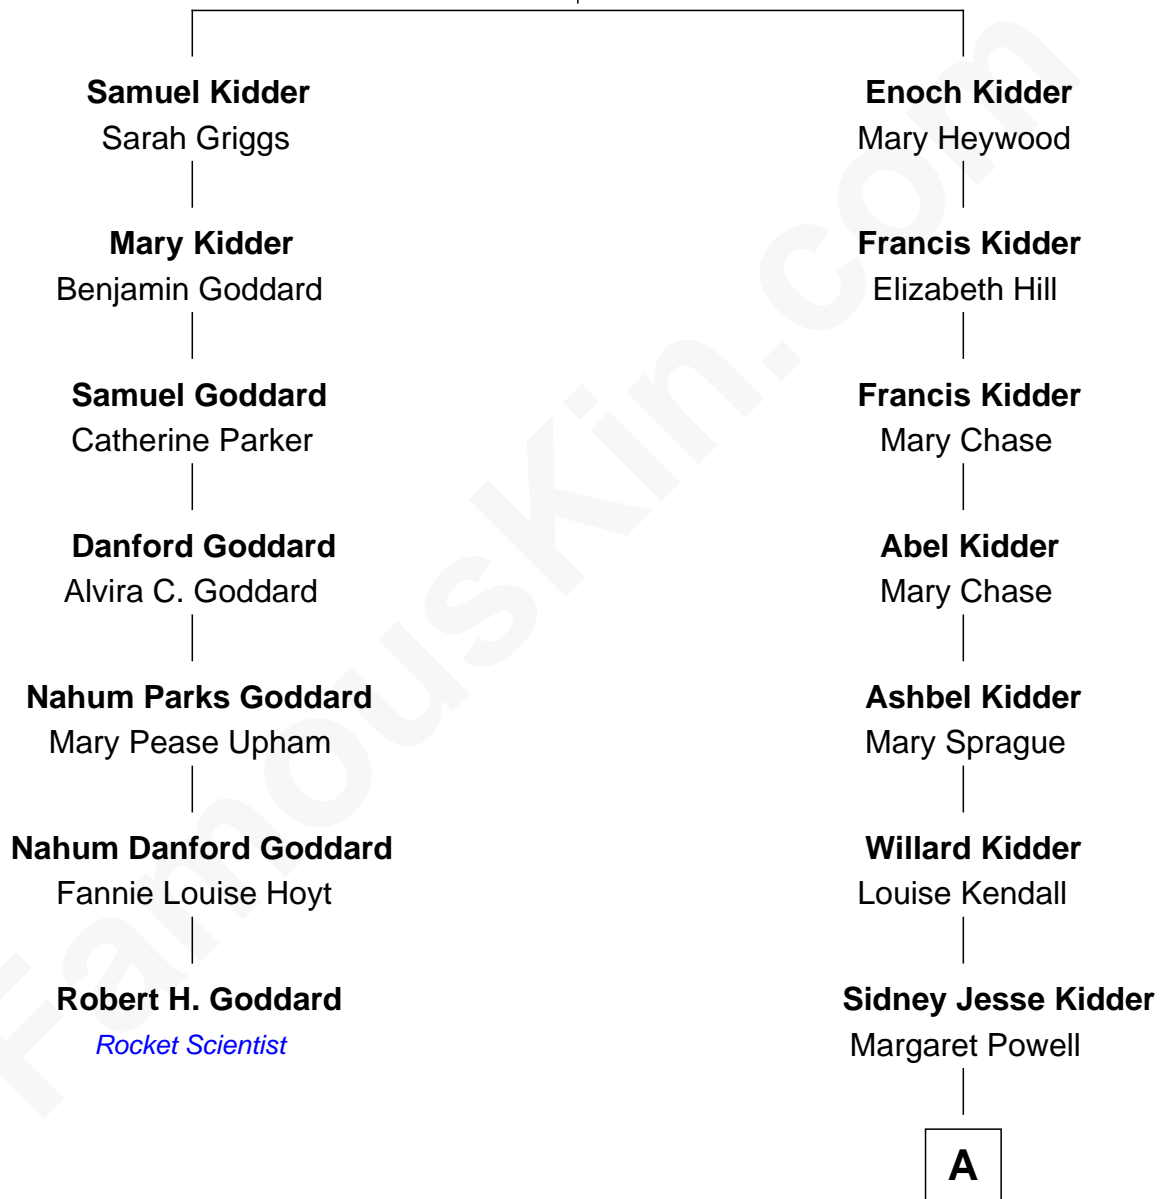 Samuel Kidder
Sarah Griggs
Mary Kidder
Benjamin Goddard
Samuel Goddard
Catherine Parker
Danford Goddard
Alvira C. Goddard
Nahum Parks Goddard
Mary Pease Upham
Nahum Danford Goddard
Fannie Louise Hoyt
Robert H. Goddard
Rocket Scientist
Enoch Kidder
Mary Heywood
Francis Kidder
Elizabeth Hill
Francis Kidder
Mary Chase
Abel Kidder
Mary Chase
Ashbel Kidder
Mary Sprague
Willard Kidder
Louise Kendall
Sidney Jesse Kidder
Margaret Powell
A
FamousKin.com